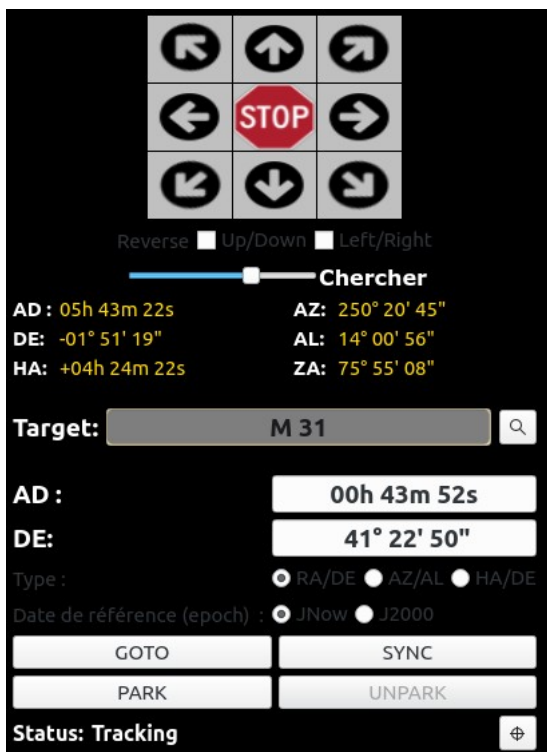 STOP
Reverse Up/Down Left/Right
Chercher
AD : 05h 43m 22s AZ: 250° 20' 45"
DE: -01° 51' 19" AL: 14° 00' 56"
HA: +04h 24m 22s ZA: 75° 55' 08"
Target: M 31
AD : 00h 43m 52s
DE: 41° 22' 50"
Type : RA/DE AZ/AL HA/DE
Date de référence (epoch) : JNow J2000
GOTO SYNC
PARK UNPARK
Status: Tracking